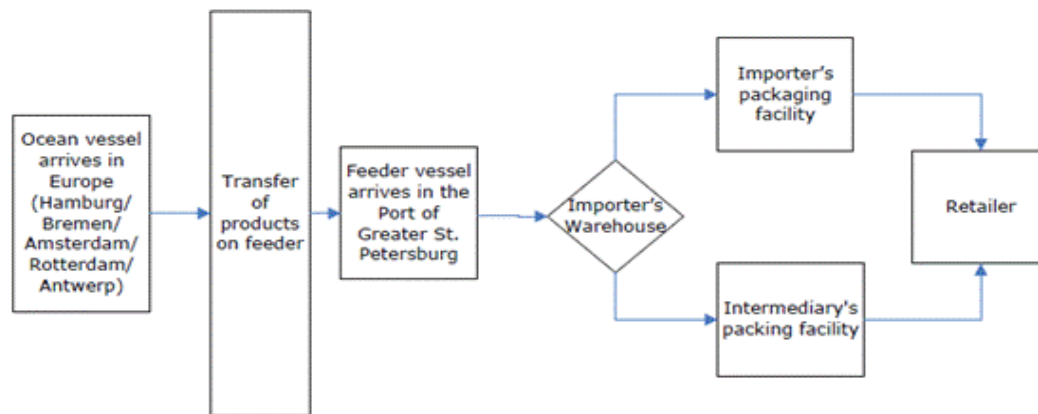 Ocean vessel
arrives in
Europe
(Hamburg/
Bremen/
Amsterdam/
Rotterdam/
Antwerp)
Transfer
of
products
on feeder
Feeder vessel
arrives in the
Port of
Greater St.
Petersburg
Importer's
Warehouse
Importer's
packaging
facility
Intermediary's
packing facility
Retailer